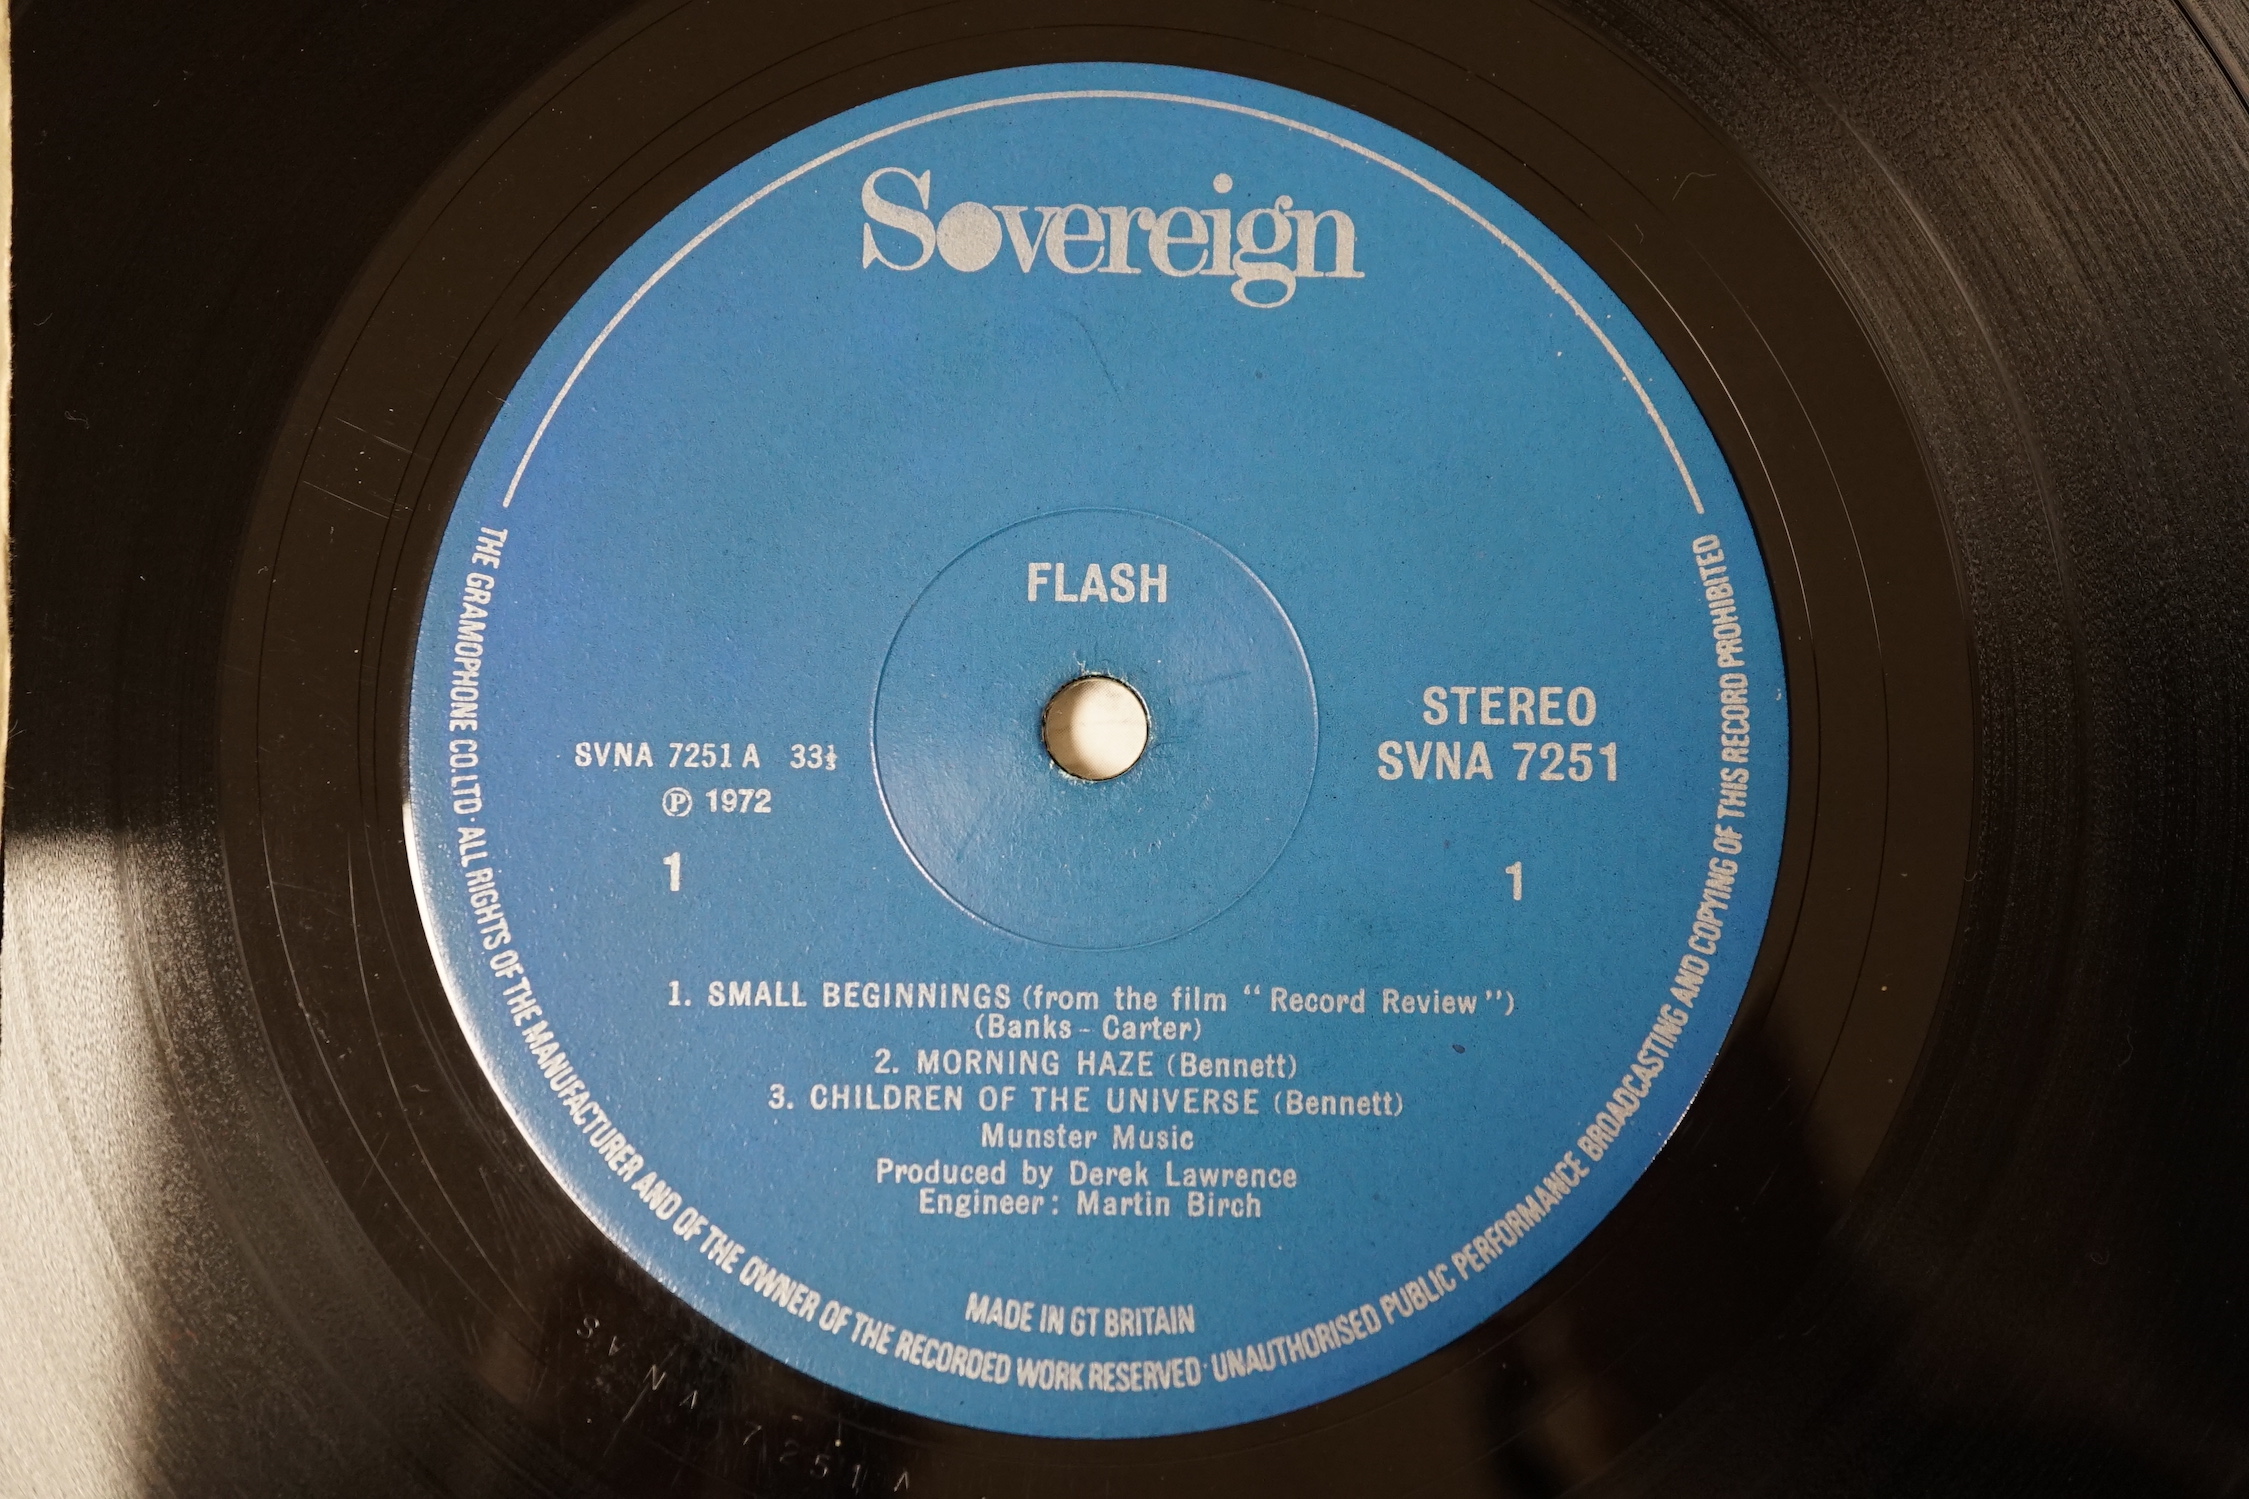 Sovereign
FLASH
STEREO
SVNA 7251
SVNA 7251 A 33⅓
℗ 1972
1
1
1. SMALL BEGINNINGS (from the film “Record Review”)
(Banks - Carter)
2. MORNING HAZE (Bennett)
3. CHILDREN OF THE UNIVERSE (Bennett)
Munster Music
Produced by Derek Lawrence
Engineer: Martin Birch
MADE IN GT BRITAIN
THE GRAMOPHONE CO. LTD · ALL RIGHTS OF THE MANUFACTURER AND OF THE OWNER OF THE RECORDED WORK RESERVED · UNAUTHORISED PUBLIC PERFORMANCE BROADCASTING AND COPYING OF THIS RECORD PROHIBITED
SVNA 7251 A